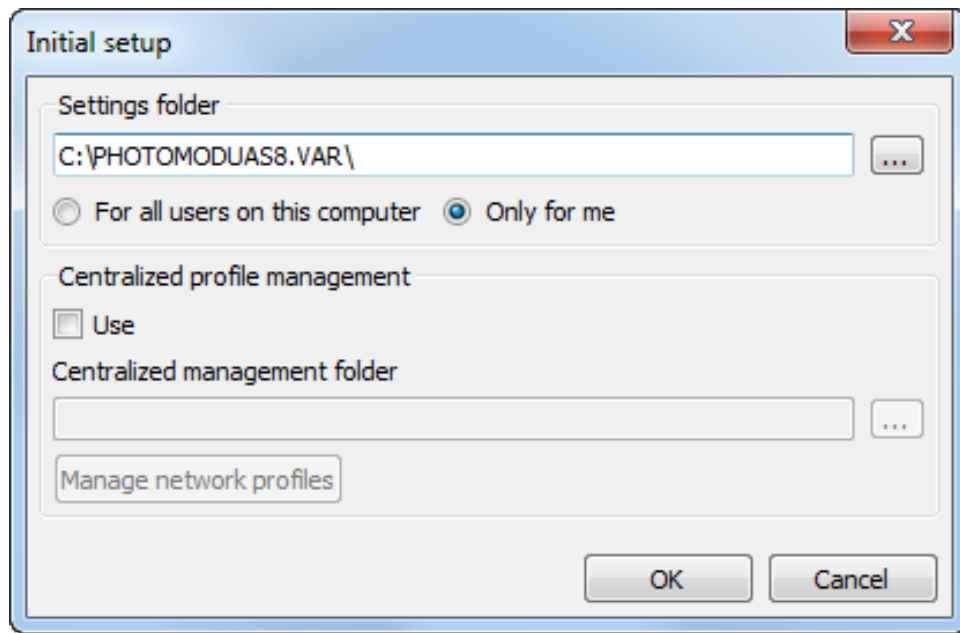 Initial setup
Settings folder
C:\PHOTOMODUAS8.VAR\
...
For all users on this computer Only for me
Centralized profile management
Use
Centralized management folder
...
Manage network profiles
OK Cancel